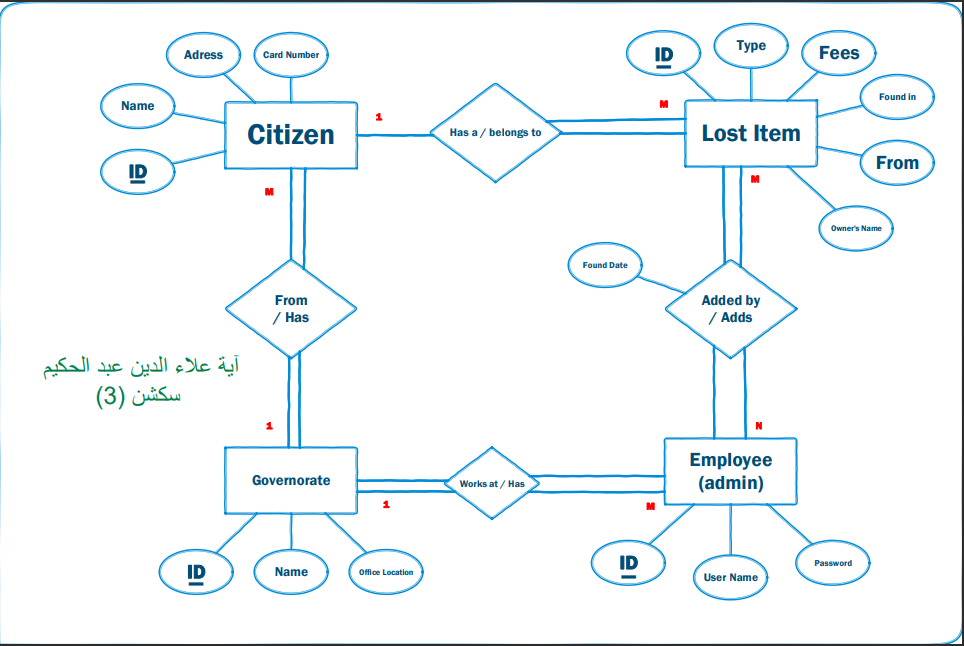 Adress
Card Number
Name
ID
Citizen
1
Has a / belongs to
M
ID
Type
Fees
Found in
From
Owner's Name
Lost Item
M
M
From
/ Has
Found Date
Added by
/ Adds
آية علاء الدين عبد الحكيم
سكشن (3)
1
N
Governorate
1
Works at / Has
M
Employee
(admin)
ID
Name
Office Location
ID
User Name
Password